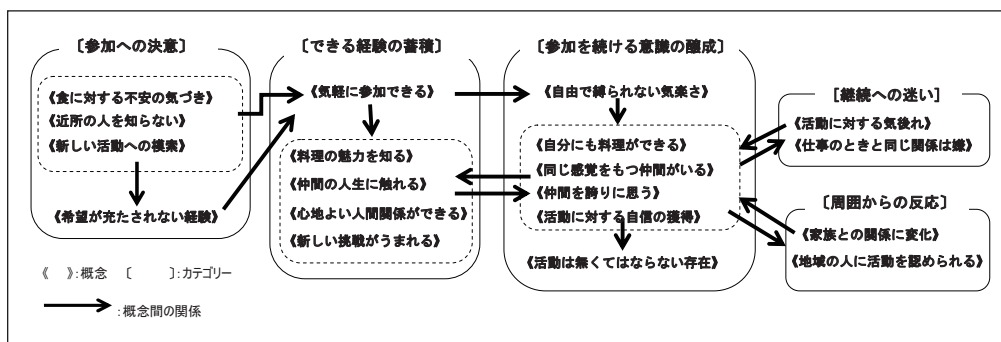 〔参加への決意〕
《食に対する不安の気づき》
《近所の人を知らない》
《新しい活動への模索》
《希望が充たされない経験》
〔できる経験の蓄積〕
《気軽に参加できる》
《料理の魅力を知る》
《仲間の人生に触れる》
《心地よい人間関係ができる》
《新しい挑戦がうまれる》
〔参加を続ける意識の醸成〕
《自由で縛られない気楽さ》
《自分にも料理ができる》
《同じ感覚をもつ仲間がいる》
《仲間を誇りに思う》
《活動に対する自信の獲得》
《活動は無くてはならない存在》
〔継続への迷い〕
《活動に対する気後れ》
《仕事のときと同じ関係は嫌》
〔周囲からの反応〕
《家族との関係に変化》
《地域の人に活動を認められる》
《　》:概念　〔　　〕:カテゴリー
:概念間の関係